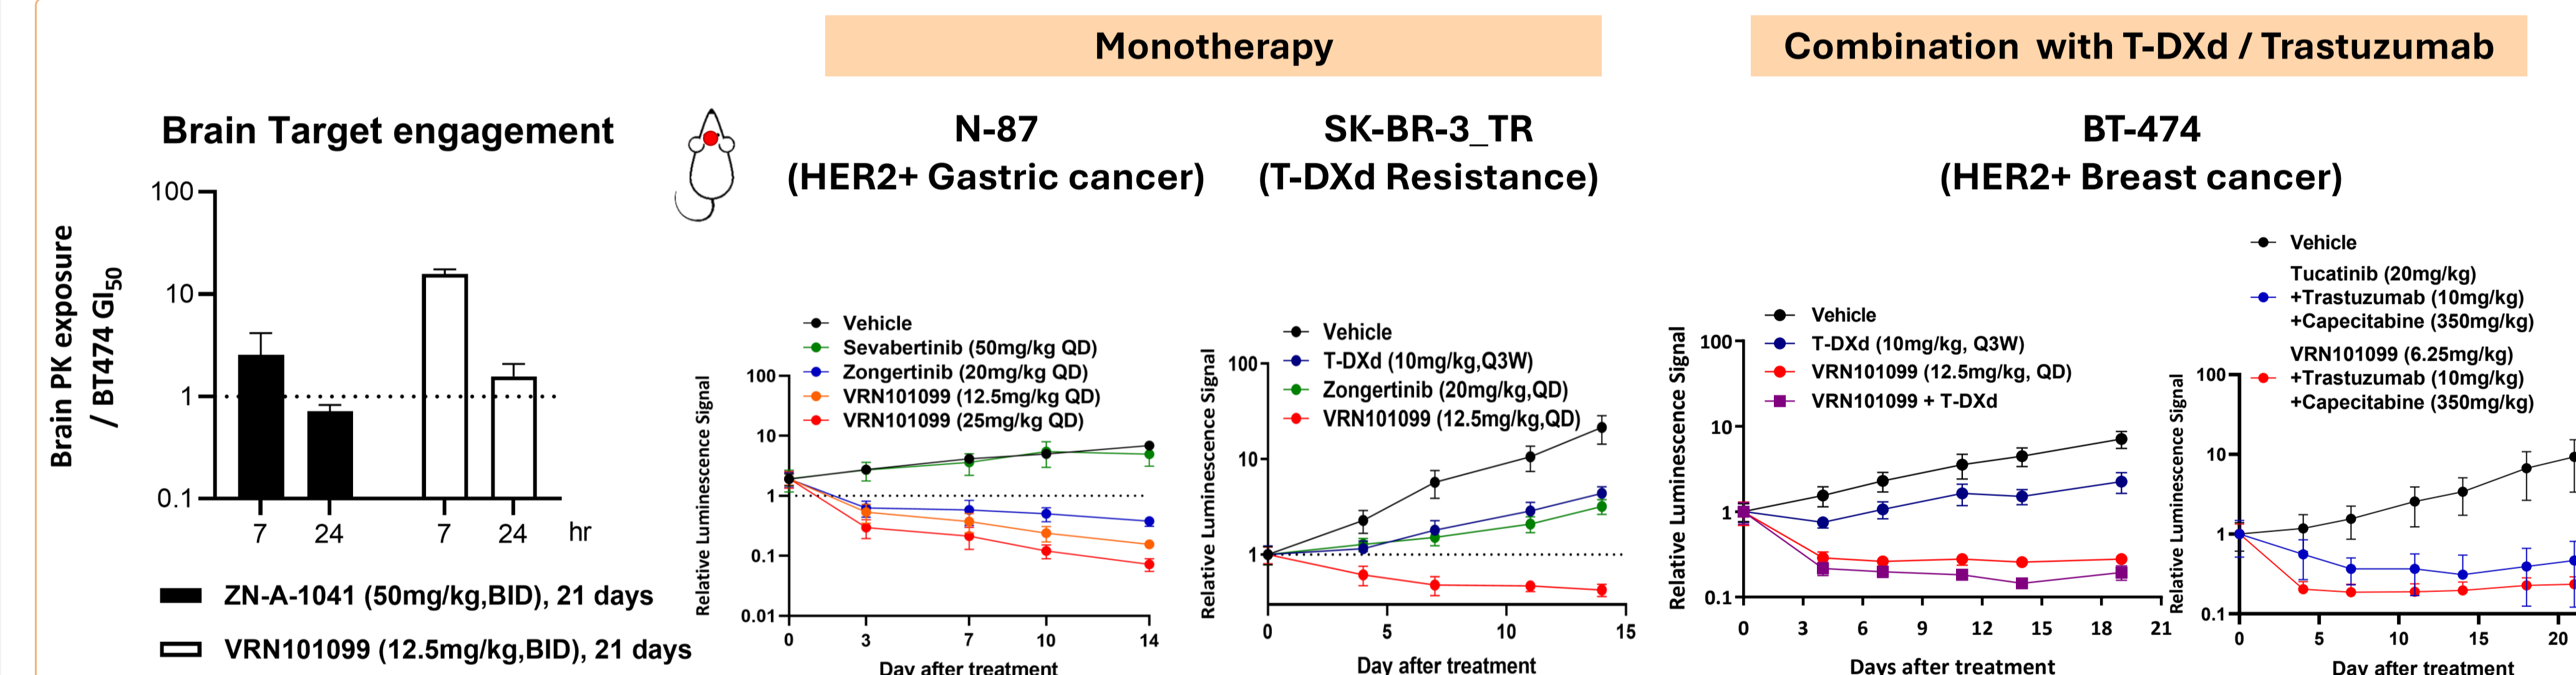 Monotherapy
Combination with T-DXd / Trastuzumab
Brain Target engagement
N-87
(HER2+ Gastric cancer)
SK-BR-3_TR
(T-DXd Resistance)
BT-474
(HER2+ Breast cancer)
Brain PK exposure
/ BT474 GI50
100
10
1
0.1
7
24
7
24
hr
ZN-A-1041 (50mg/kg,BID), 21 days
VRN101099 (12.5mg/kg,BID), 21 days
Vehicle
Sevabertinib (50mg/kg QD)
Zongertinib (20mg/kg QD)
VRN101099 (12.5mg/kg QD)
VRN101099 (25mg/kg QD)
Relative Luminescence Signal
100
10
1
0.1
0.01
0
3
7
10
14
Day after treatment
Vehicle
T-DXd (10mg/kg,Q3W)
Zongertinib (20mg/kg,QD)
VRN101099 (12.5mg/kg,QD)
Relative Luminescence Signal
100
10
1
0
5
10
15
Day after treatment
Vehicle
T-DXd (10mg/kg, Q3W)
VRN101099 (12.5mg/kg, QD)
VRN101099 + T-DXd
Relative Luminescence Signal
100
10
1
0.1
0
3
6
9
12
15
18
21
Days after treatment
Vehicle
Tucatinib (20mg/kg)
+Trastuzumab (10mg/kg)
+Capecitabine (350mg/kg)
VRN101099 (6.25mg/kg)
+Trastuzumab (10mg/kg)
+Capecitabine (350mg/kg)
Relative Luminescence Signal
100
10
1
0.1
0
5
10
15
20
Day after treatment